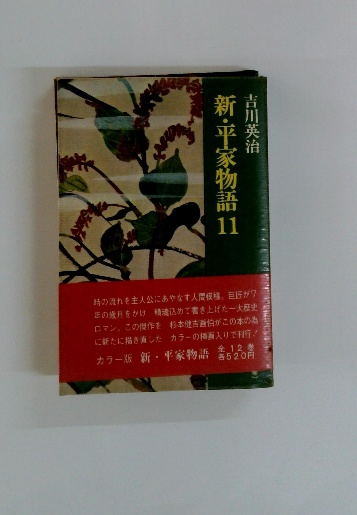 吉川英治
新・平家物語 11
時の流れを主人公にあやなす人間模様。巨匠が7
年の歳月をかけ 精魂込めて書き上げた一大歴史
ロマン。この傑作を 杉本健吉画伯がこの本の為
に新たに描き直した カラーの挿画入りで刊行!
カラー版 新・平家物語 全12巻 各520円